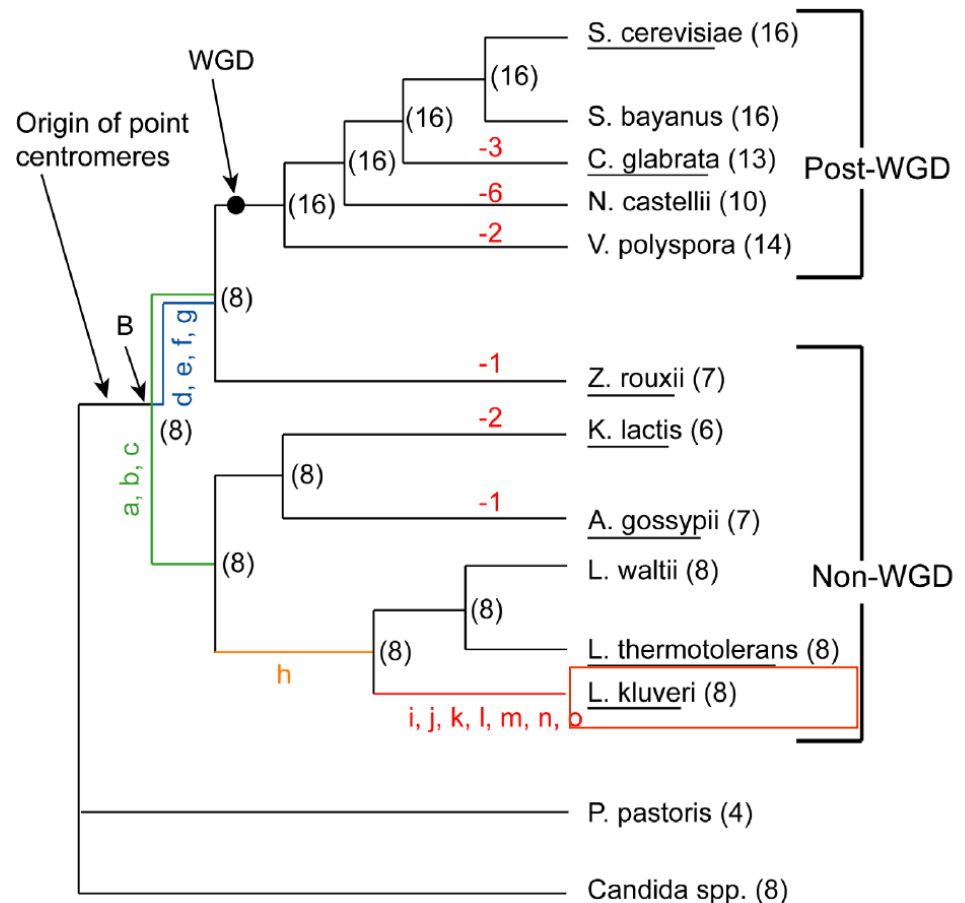 WGD
Origin of point
centromeres
B
a, b, c
d, e, f, g
h
i, j, k, l, m, n, o
(8)
(8)
(8)
(8)
(8)
(8)
(16)
(16)
(16)
(16)
-3
-6
-2
-1
-2
-1
S. cerevisiae (16)
S. bayanus (16)
C. glabrata (13)
N. castellii (10)
V. polyspora (14)
Z. rouxii (7)
K. lactis (6)
A. gossypii (7)
L. waltii (8)
L. thermotolerans (8)
L. kluveri (8)
P. pastoris (4)
Candida spp. (8)
Post-WGD
Non-WGD